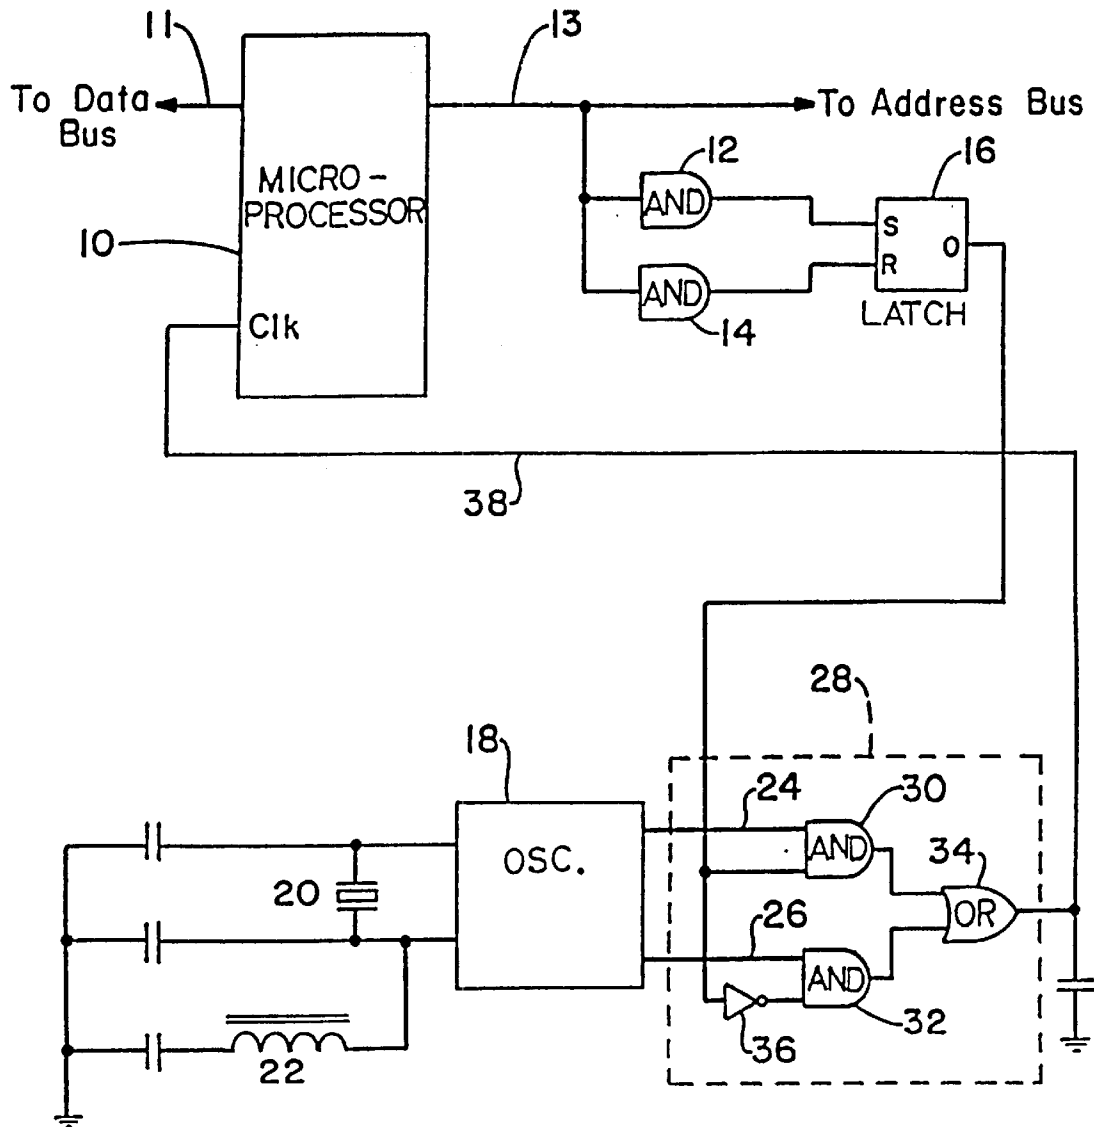 11
13
To Data
Bus
To Address Bus
12
16
MICRO-
PROCESSOR
AND
S
O
10
R
AND
Clk
14
LATCH
38
28
18
24
30
OSC.
AND
34
20
OR
26
AND
22
36
32